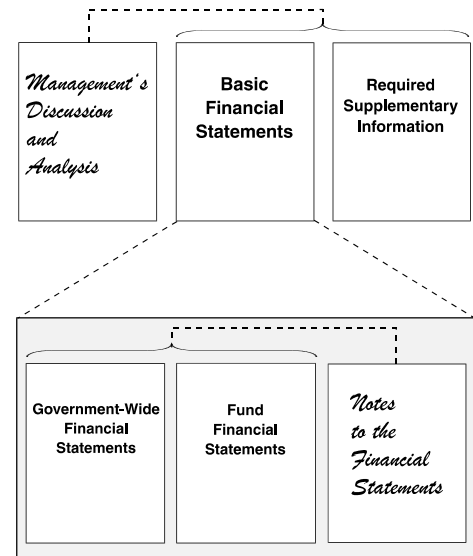 Management's
Discussion
and
Analysis
Basic
Financial
Statements
Required
Supplementary
Information
Government-Wide
Financial
Statements
Fund
Financial
Statements
Notes
to the
Financial
Statements